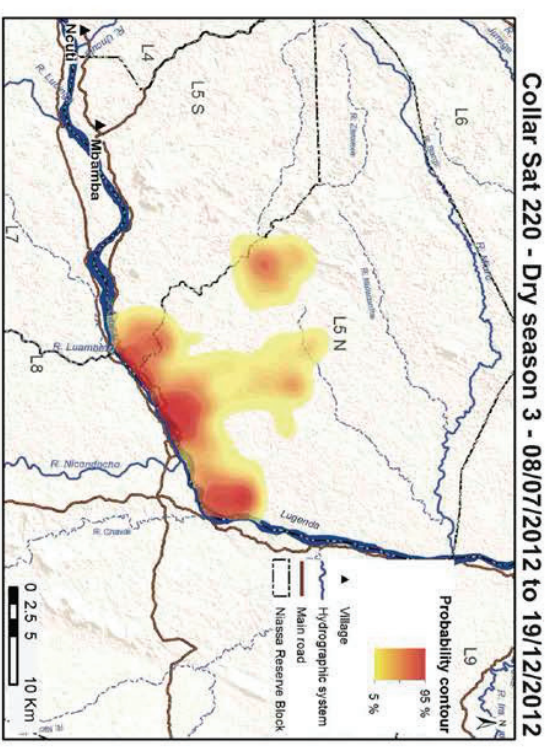 Collar Sat 220 - Dry season 3 - 08/07/2012 to 19/12/2012
L4
L5 S
L6
L5 N
L7
L8
L9
Ncuti
Mbamba
R. Luambe
R. Nicondocho
R. Chavai
Lugenda
Probability contour
95 %
5 %
Village
Hydrographic system
Main road
Niassa Reserve Block
0 2.5 5 10 Km
N